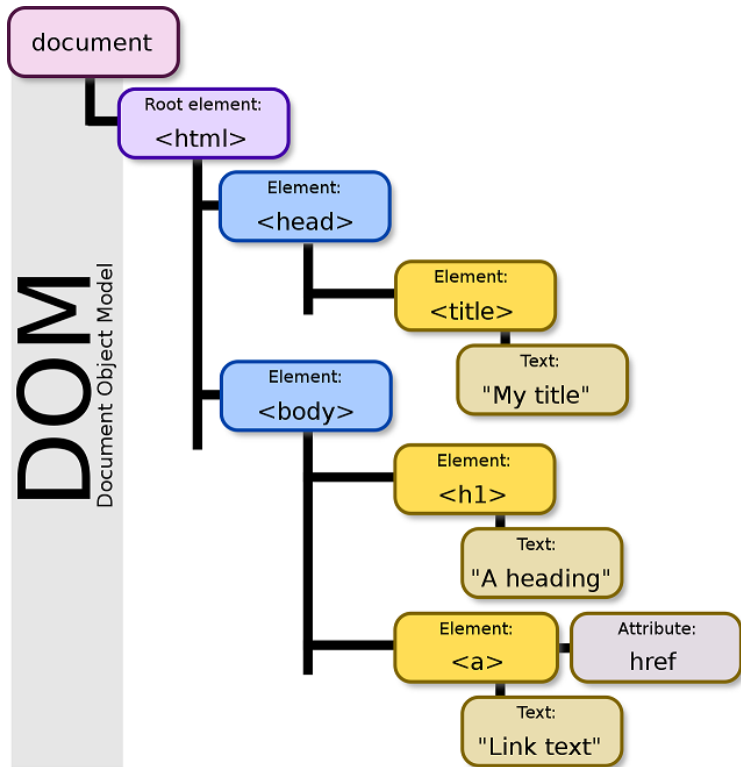 document
Root element:
<html>
Element:
<head>
Element:
<title>
Text:
"My title"
Element:
<body>
Element:
<h1>
Text:
"A heading"
Element:
<a>
Attribute:
href
Text:
"Link text"
DOM
Document Object Model